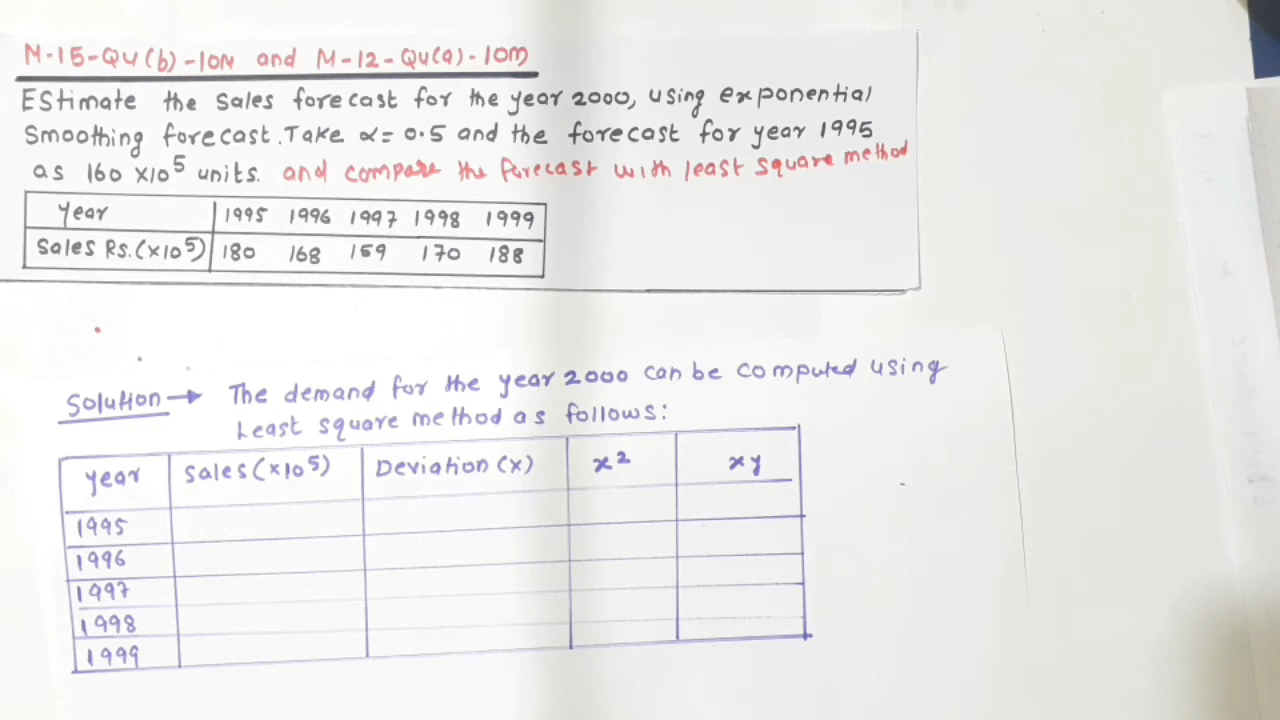 M-15-QU(b)-10M and M-12-QU(a)-10M
EStimate the sales forecast for the year 2000, using exponential
Smoothing forecast. Take α= 0.5 and the forecast for year 1995
as 160 x10⁵ units. and compare the forecast with least square method
Year 1995 1996 1997 1998 1999
Sales Rs.(x10⁵) 180 168 159 170 188
Solution→ The demand for the year 2000 can be computed using
Least square method as follows:
year Sales(x10⁵) Deviation (x) x² xy
1995
1996
1997
1998
1999